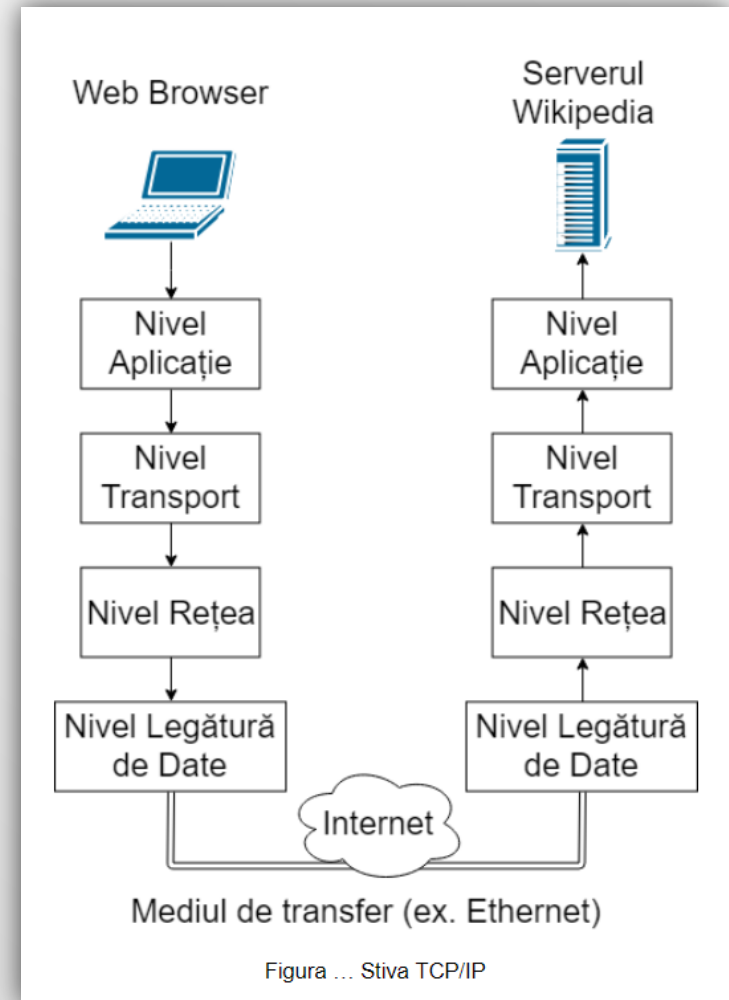 Web Browser
Serverul
Wikipedia
Nivel
Aplicație
Nivel
Transport
Nivel Rețea
Nivel Legătură
de Date
Nivel
Aplicație
Nivel
Transport
Nivel Rețea
Nivel Legătură
de Date
Internet
Mediul de transfer (ex. Ethernet)
Figura … Stiva TCP/IP